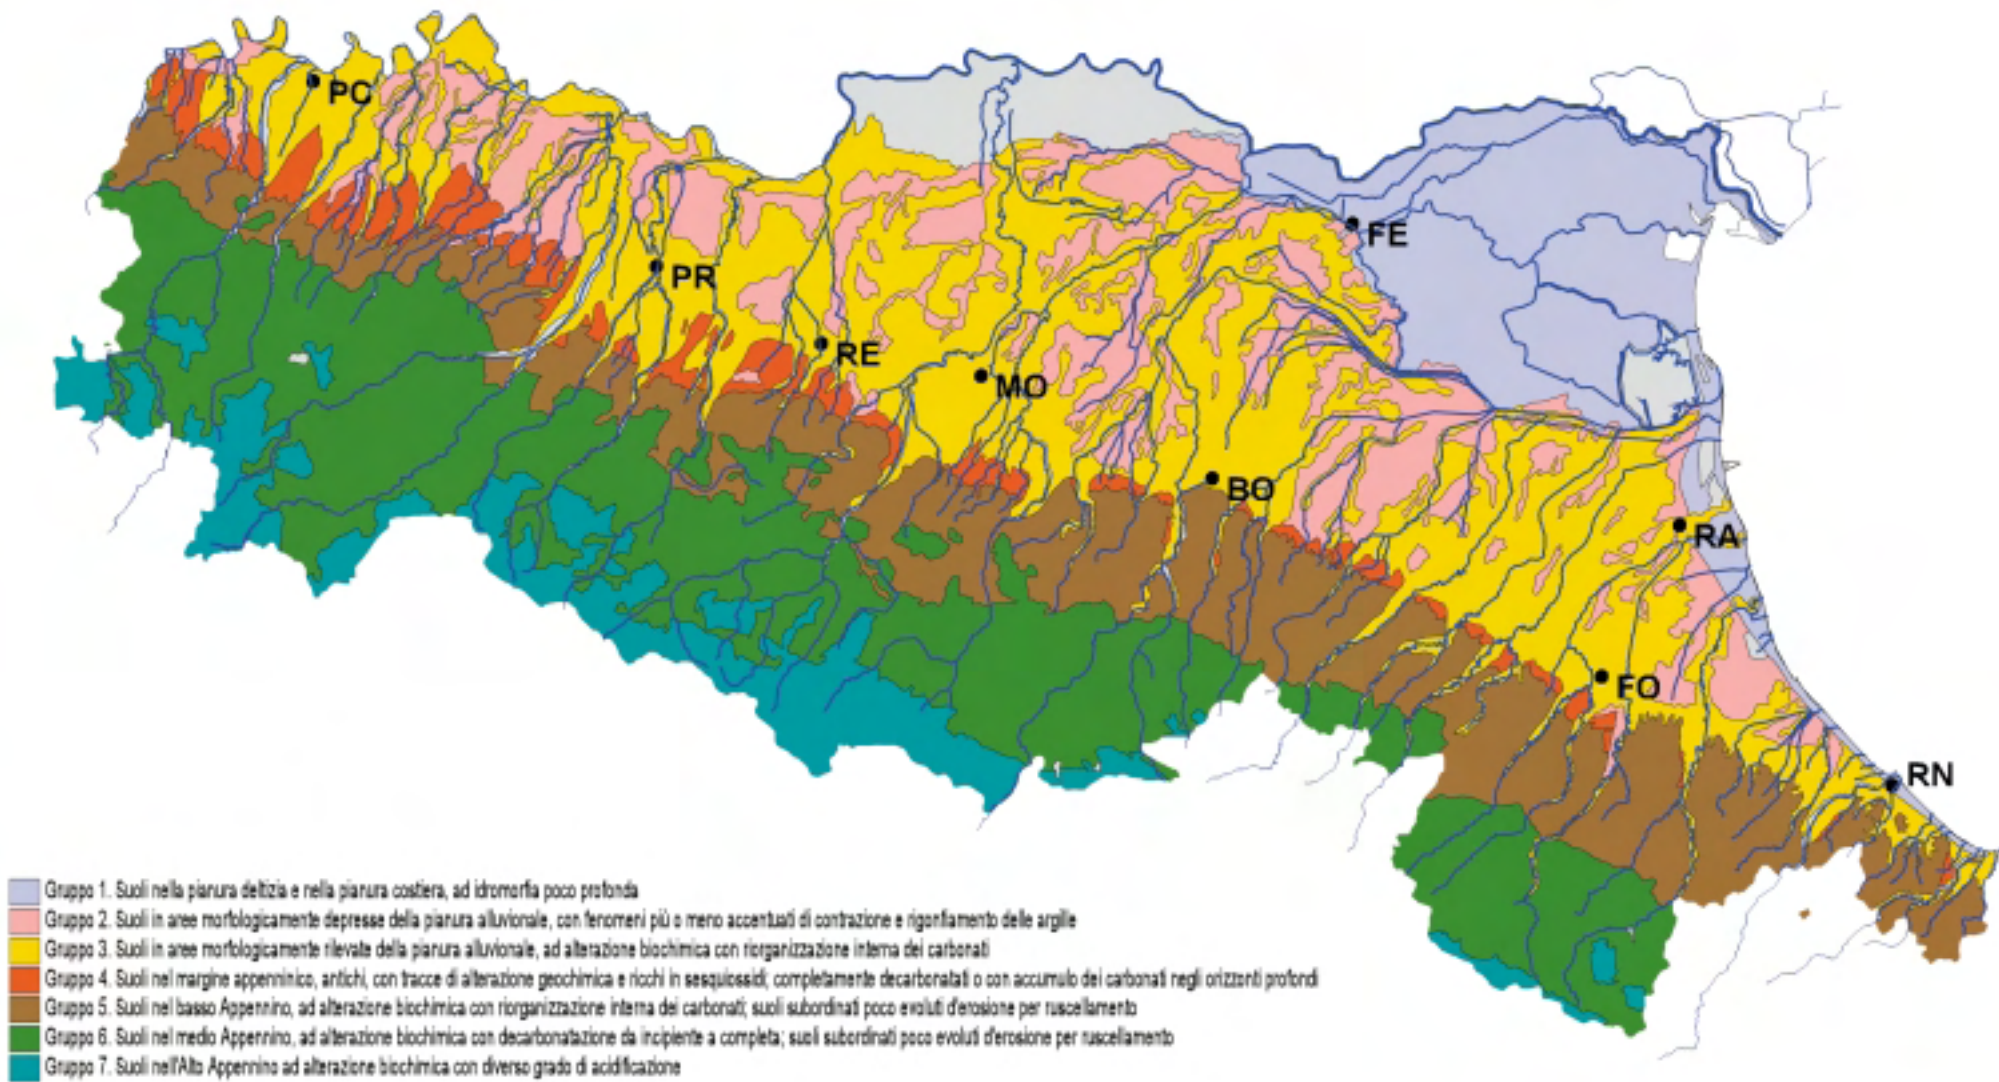 PC
FE
PR
RE
MO
BO
RA
FO
RN
Gruppo 1. Suoli nella pianura deltizia e nella pianura costiera, ad idromorfia poco profonda
Gruppo 2. Suoli in aree morfologicamente depresse della pianura alluvionale, con fenomeni più o meno accentuati di contrazione e rigonfiamento delle argille
Gruppo 3. Suoli in aree morfologicamente rilevate della pianura alluvionale, ad alterazione biochimica con riorganizzazione interna dei carbonati
Gruppo 4. Suoli nel margine appenninico, antichi, con tracce di alterazione geochimica e ricchi in sesquiossidi; completamente decarbonatati o con accumulo dei carbonati negli orizzonti profondi
Gruppo 5. Suoli nel basso Appennino, ad alterazione biochimica con riorganizzazione interna dei carbonati; suoli subordinati poco evoluti d'erosione per ruscellamento
Gruppo 6. Suoli nel medio Appennino, ad alterazione biochimica con decarbonatazione da incipiente a completa; suoli subordinati poco evoluti d'erosione per ruscellamento
Gruppo 7. Suoli nell'Alto Appennino ad alterazione biochimica con diverso grado di acidificazione